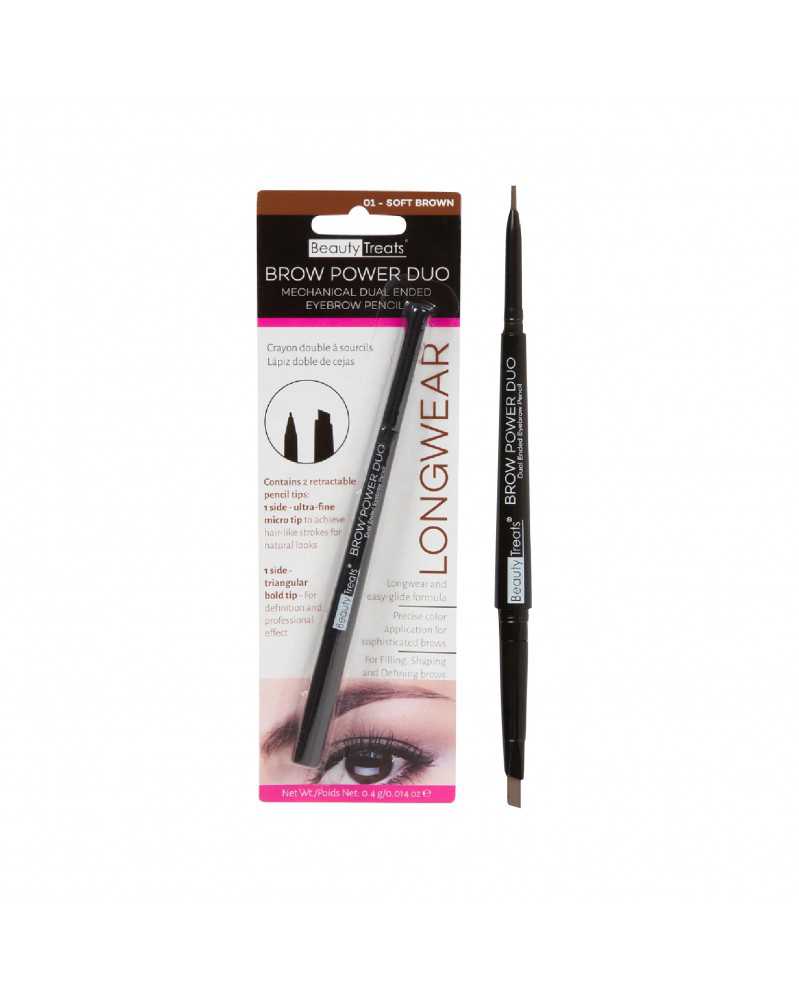 01 - SOFT BROWN
Beauty Treats®
BROW POWER DUO
MECHANICAL DUAL ENDED
EYEBROW PENCIL
Crayon double à sourcils
Lápiz doble de cejas
LONGWEAR
Contains 2 retractable
pencil tips:
1 side - ultra-fine
micro tip to achieve
hair-like strokes for
natural looks
1 side -
triangular
bold tip - For
definition and
professional
effect
Longwear and
easy-glide formula
Precise color
application for
sophisticated brows
For Filling, Shaping
and Defining brows
Beauty Treats® BROW POWER DUO
Dual Ended Eyebrow Pencil
Net Wt./Poids Net. 0.4 g/0.014 oz ℮
Beauty Treats® BROW POWER DUO
Dual Ended Eyebrow Pencil